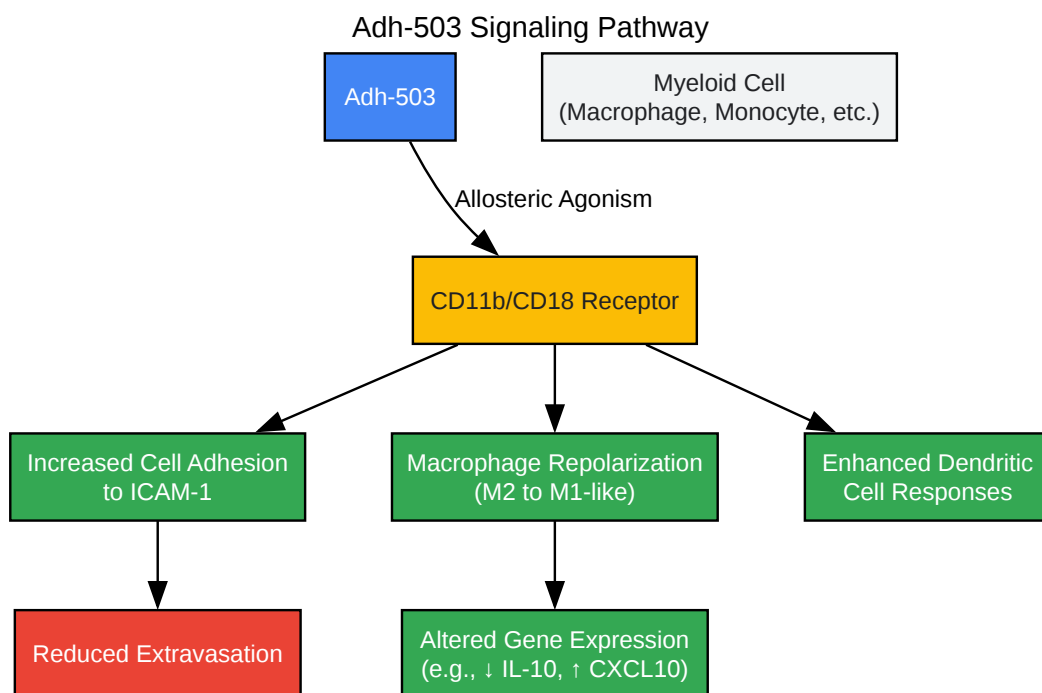 Adh-503 Signaling Pathway
Adh-503
Myeloid Cell
(Macrophage, Monocyte, etc.)
Allosteric Agonism
CD11b/CD18 Receptor
Increased Cell Adhesion
to ICAM-1
Macrophage Repolarization
(M2 to M1-like)
Enhanced Dendritic
Cell Responses
Reduced Extravasation
Altered Gene Expression
(e.g., ↓ IL-10, ↑ CXCL10)